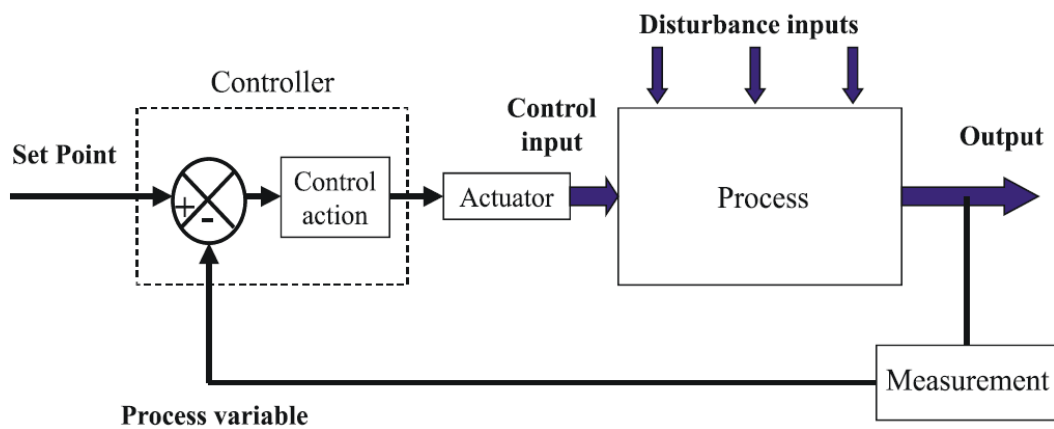 Disturbance inputs
Controller
Control
input
Set Point
Output
+
-
Control
action
Actuator
Process
Measurement
Process variable